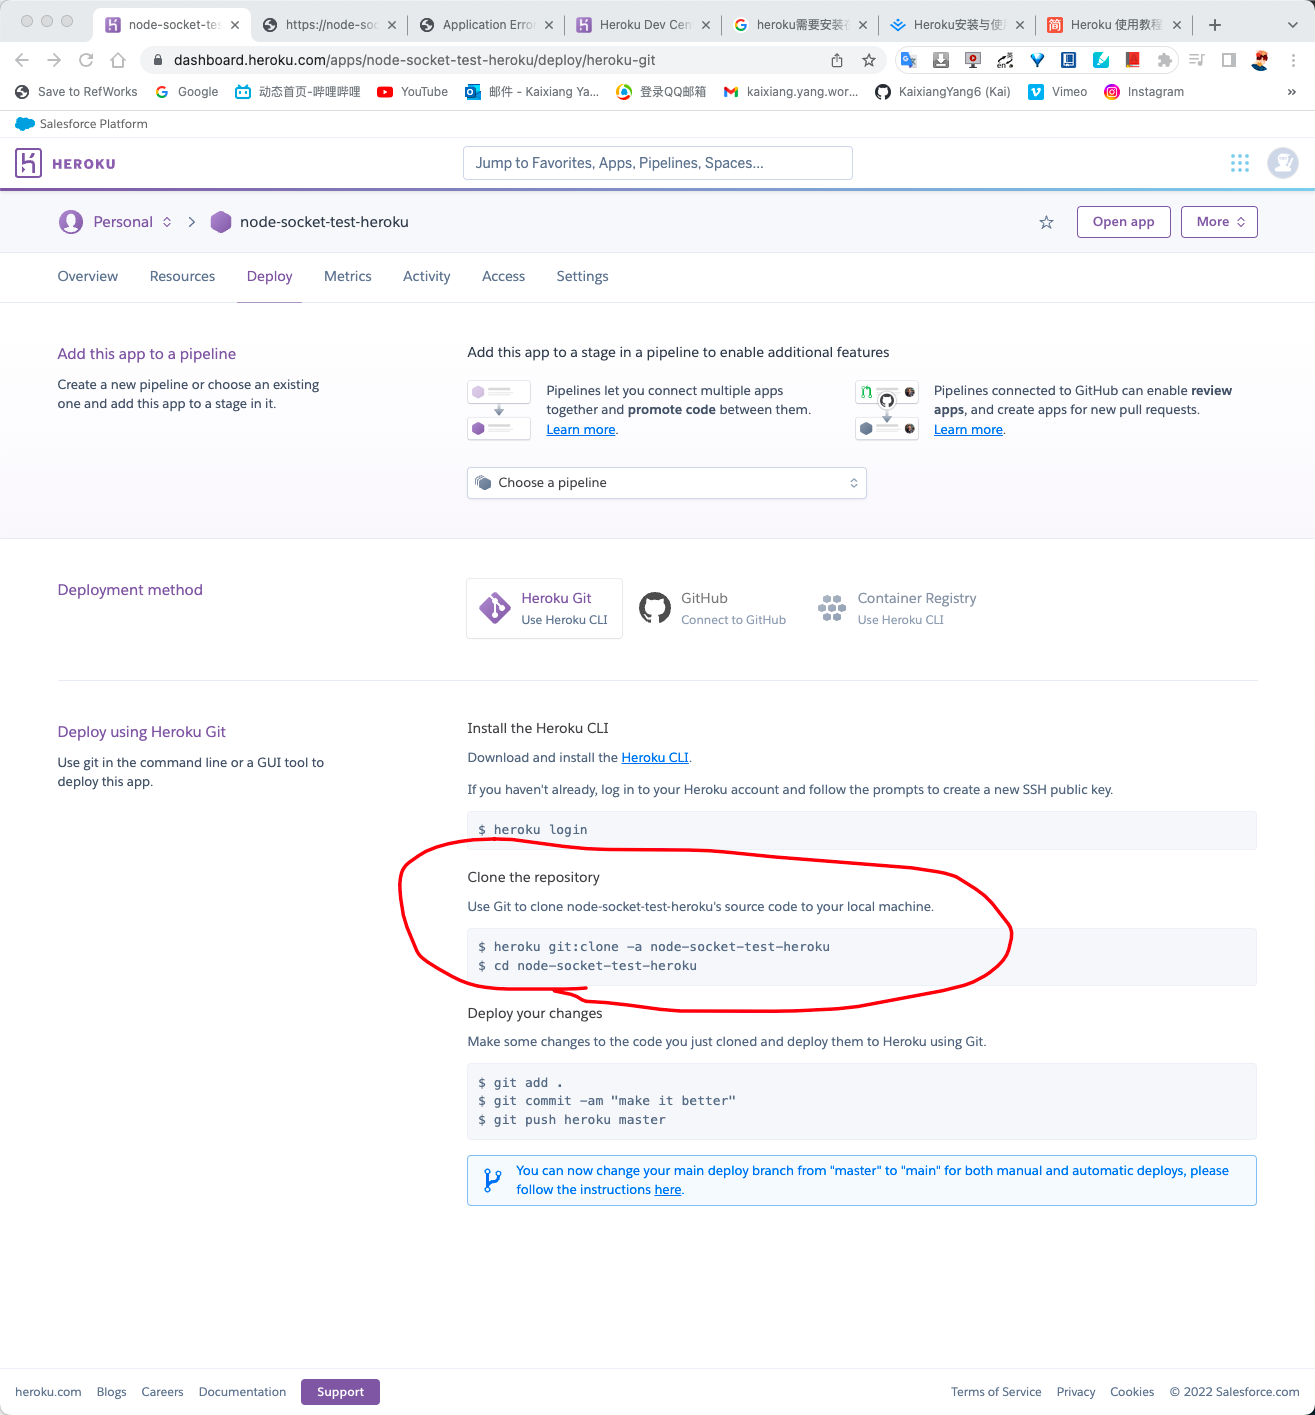 node-socket-tes
https://node-soc
Application Error
Heroku Dev Cen
heroku需要安装在
Heroku安装与使用
Heroku 使用教程
dashboard.heroku.com/apps/node-socket-test-heroku/deploy/heroku-git
Save to RefWorks
Google
动态首页-哔哩哔哩
YouTube
邮件 - Kaixiang Ya...
登录QQ邮箱
kaixiang.yang.wor...
KaixiangYang6 (Kai)
Vimeo
Instagram
»
Salesforce Platform
HEROKU
Jump to Favorites, Apps, Pipelines, Spaces...
Personal
node-socket-test-heroku
Open app
More
Overview
Resources
Deploy
Metrics
Activity
Access
Settings
Add this app to a pipeline
Create a new pipeline or choose an existing
one and add this app to a stage in it.
Add this app to a stage in a pipeline to enable additional features
Pipelines let you connect multiple apps
together and promote code between them.
Learn more.
Pipelines connected to GitHub can enable review
apps, and create apps for new pull requests.
Learn more.
Choose a pipeline
Deployment method
Heroku Git
Use Heroku CLI
GitHub
Connect to GitHub
Container Registry
Use Heroku CLI
Deploy using Heroku Git
Use git in the command line or a GUI tool to
deploy this app.
Install the Heroku CLI
Download and install the Heroku CLI.
If you haven't already, log in to your Heroku account and follow the prompts to create a new SSH public key.
$ heroku login
Clone the repository
Use Git to clone node-socket-test-heroku's source code to your local machine.
$ heroku git:clone -a node-socket-test-heroku
$ cd node-socket-test-heroku
Deploy your changes
Make some changes to the code you just cloned and deploy them to Heroku using Git.
$ git add .
$ git commit -am "make it better"
$ git push heroku master
You can now change your main deploy branch from "master" to "main" for both manual and automatic deploys, please
follow the instructions here.
heroku.com
Blogs
Careers
Documentation
Support
Terms of Service
Privacy
Cookies
© 2022 Salesforce.com